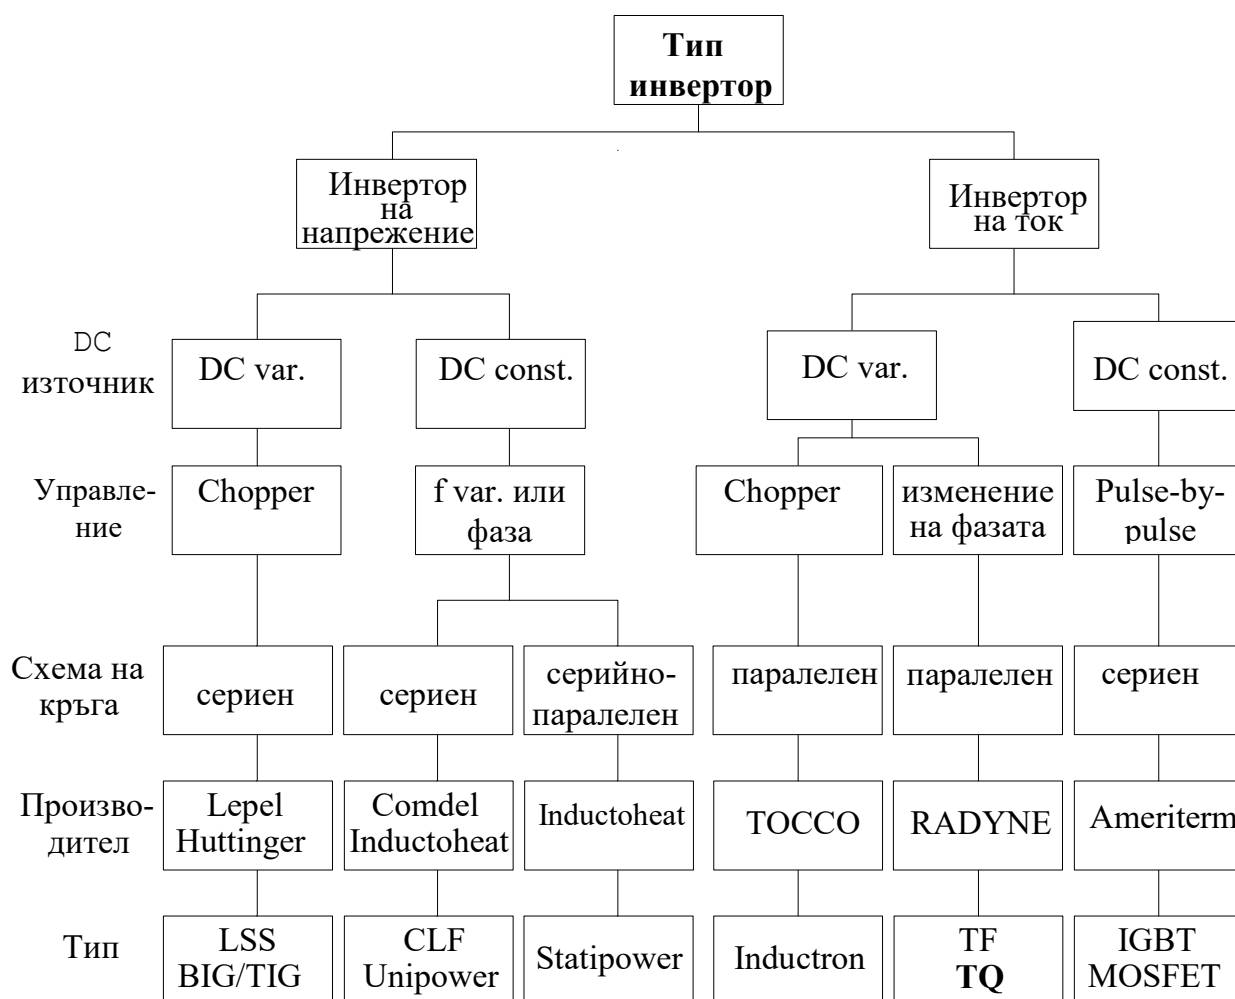 Тип
инвертор
Инвертор
на
напрежение
Инвертор
на ток
DC
източник
DC var.
DC const.
DC var.
DC const.
Управле-
ние
Chopper
f var. или
фаза
Chopper
изменение
на фазата
Pulse-by-
pulse
Схема на
кръга
сериен
сериен
серийно-
паралелен
паралелен
паралелен
сериен
Произво-
дител
Lepel
Huttinger
Comdel
Inductoheat
Inductoheat
TOCCO
RADYNE
Ameriterm
Тип
LSS
BIG/TIG
CLF
Unipower
Statipower
Inductron
TF
TQ
IGBT
MOSFET